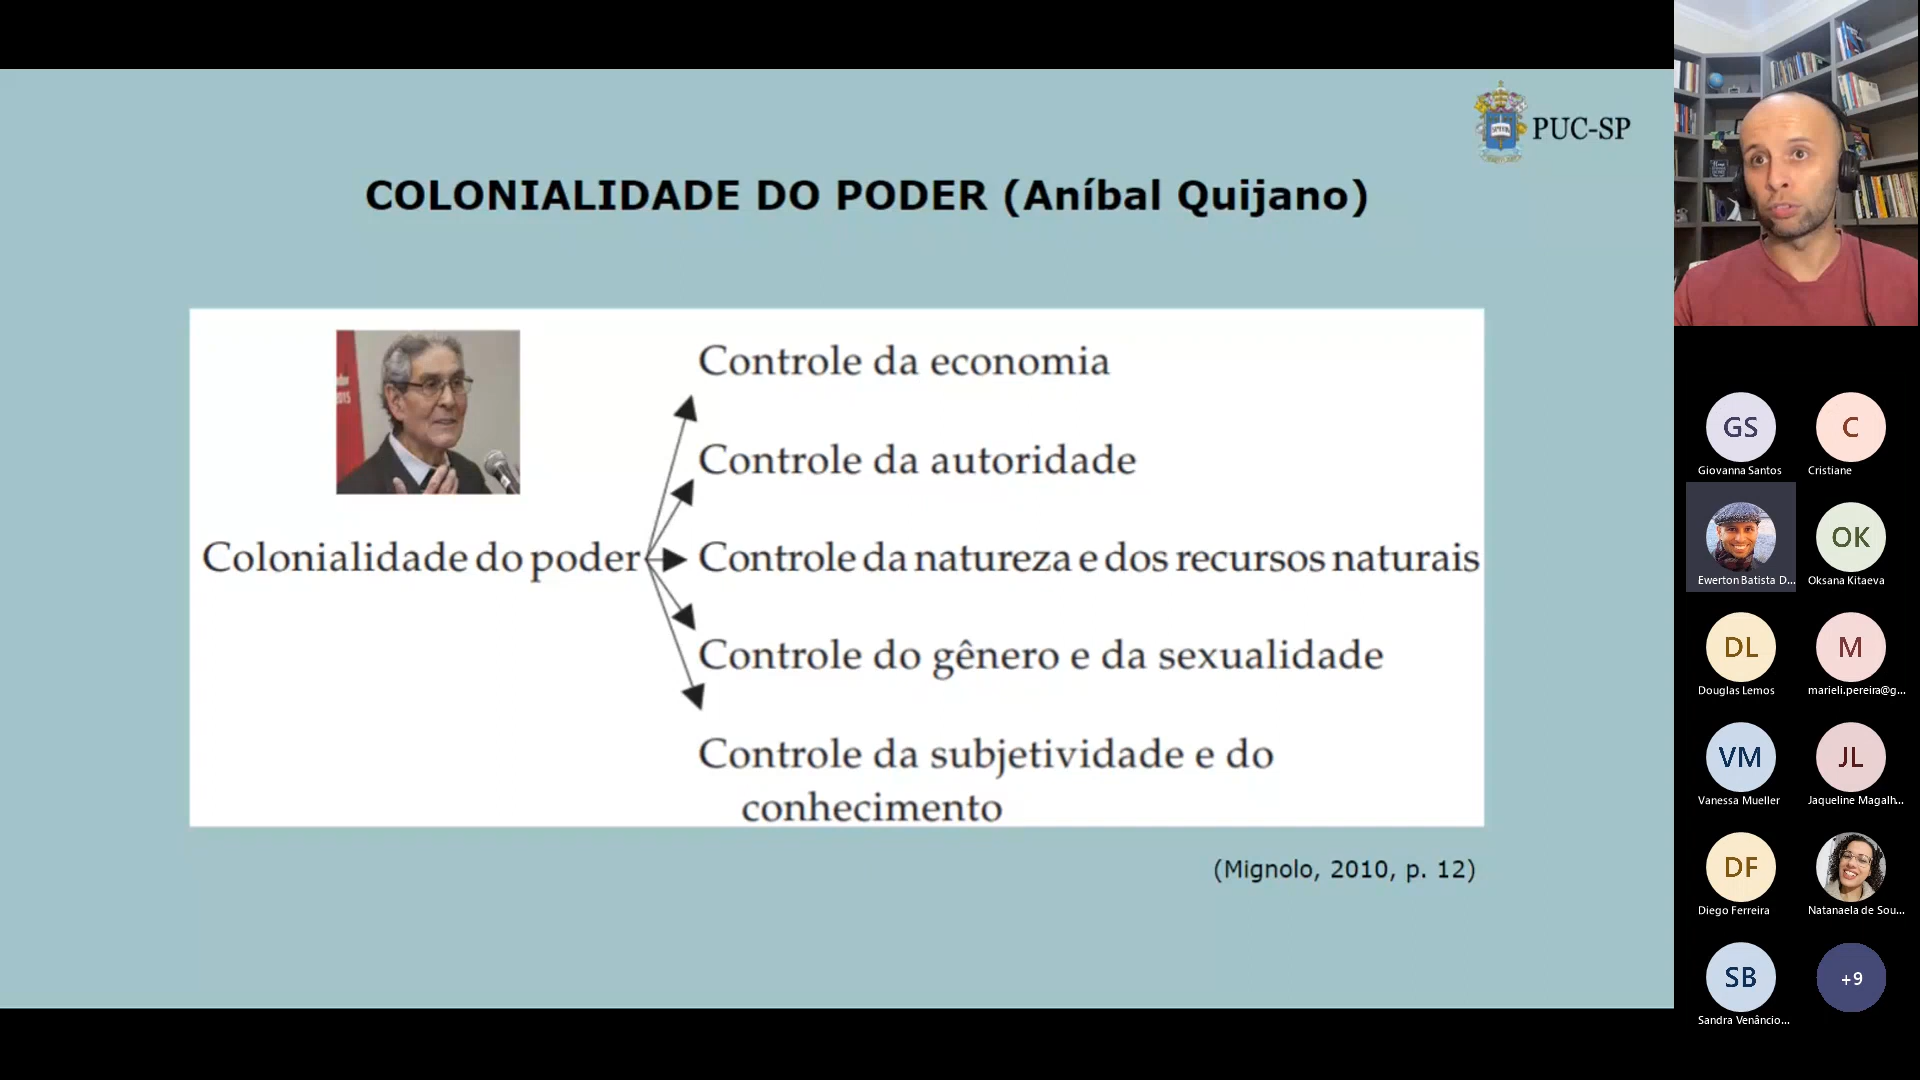 PUC-SP
COLONIALIDADE DO PODER (Aníbal Quijano)
2015
Controle da economia
Controle da autoridade
Colonialidade do poder
Controle da natureza e dos recursos naturais
Controle do gênero e da sexualidade
Controle da subjetividade e do
conhecimento
(Mignolo, 2010, p. 12)
GS
Giovanna Santos
C
Cristiane
Ewerton Batista D...
OK
Oksana Kitaeva
DL
Douglas Lemos
M
marieli.pereira@g...
VM
Vanessa Mueller
JL
Jaqueline Magalh...
DF
Diego Ferreira
Natanaela de Sou...
SB
Sandra Venâncio...
+9